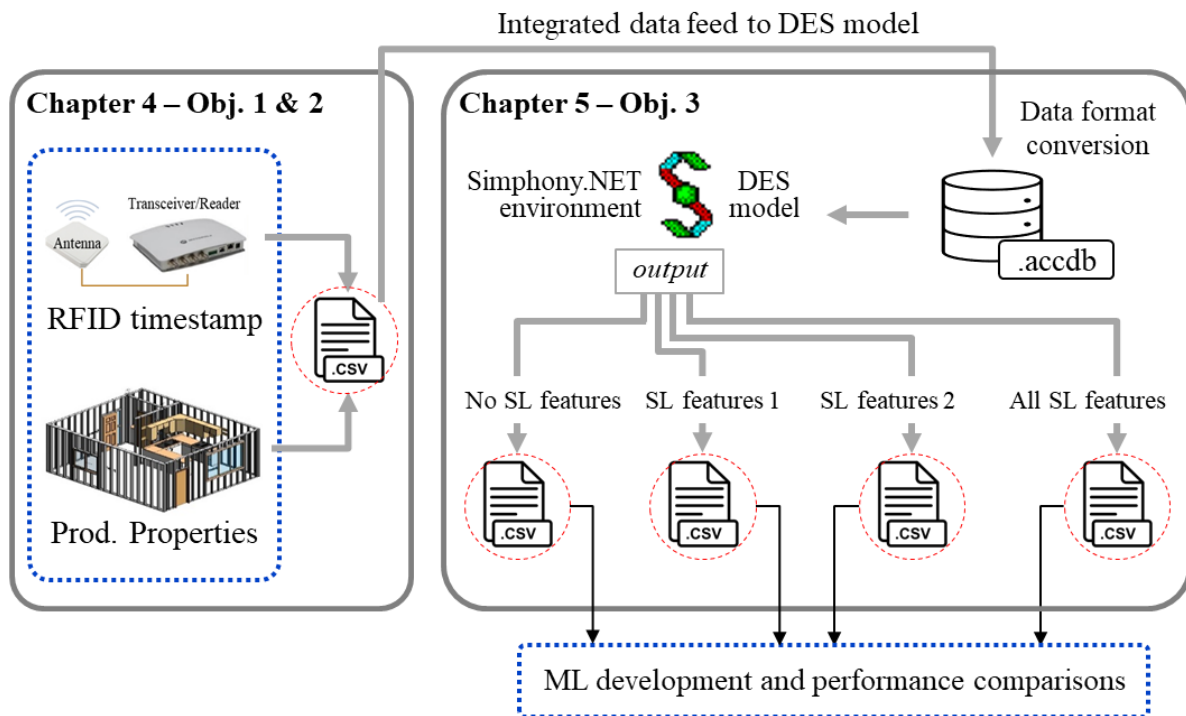 Integrated data feed to DES model
Chapter 4 – Obj. 1 & 2
Transceiver/Reader
Antenna
RFID timestamp
.CSV
Prod. Properties
Chapter 5 – Obj. 3
Data format
conversion
Simphony.NET
environment
DES
model
.accdb
output
No SL features
SL features 1
SL features 2
All SL features
.CSV
.CSV
.CSV
.CSV
ML development and performance comparisons